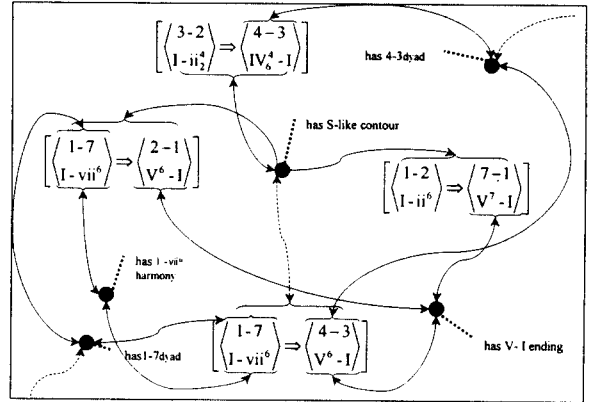 3-2 ⇒ 4-3
I-ii⁴₂ IV⁴₆-I
has 4-3dyad
has S-like contour
1-7 ⇒ 2-1
I-vii⁶ V⁶-I
1-2 ⇒ 7-1
I-ii⁶ V⁷-I
has 1-vii⁶
harmony
1-7 ⇒ 4-3
I-vii⁶ V⁶-I
has1-7dyad
has V-I ending